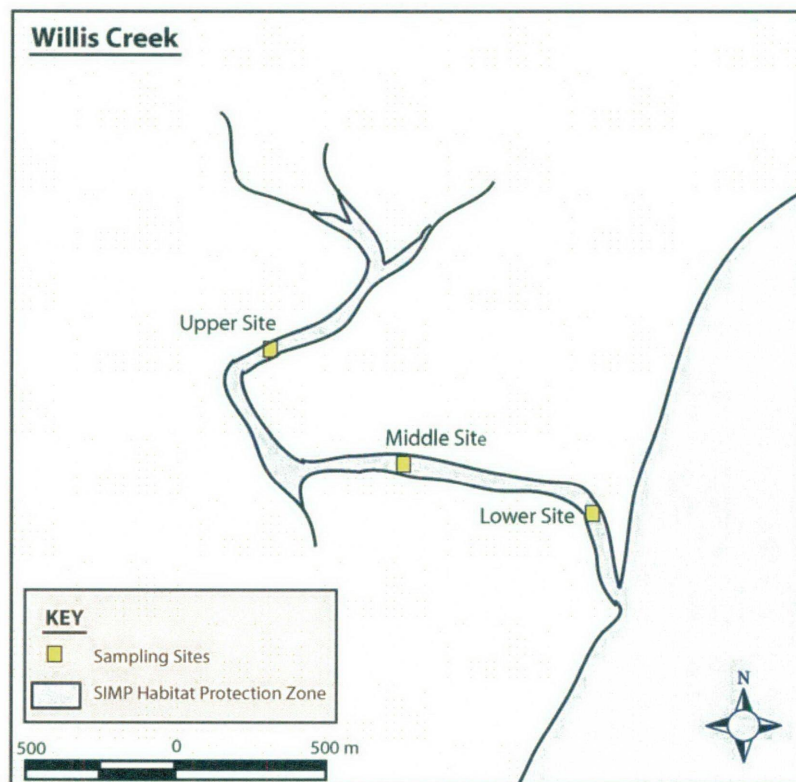 Willis Creek
Upper Site
Middle Site
Lower Site
KEY
Sampling Sites
SIMP Habitat Protection Zone
N
500 0 500 m